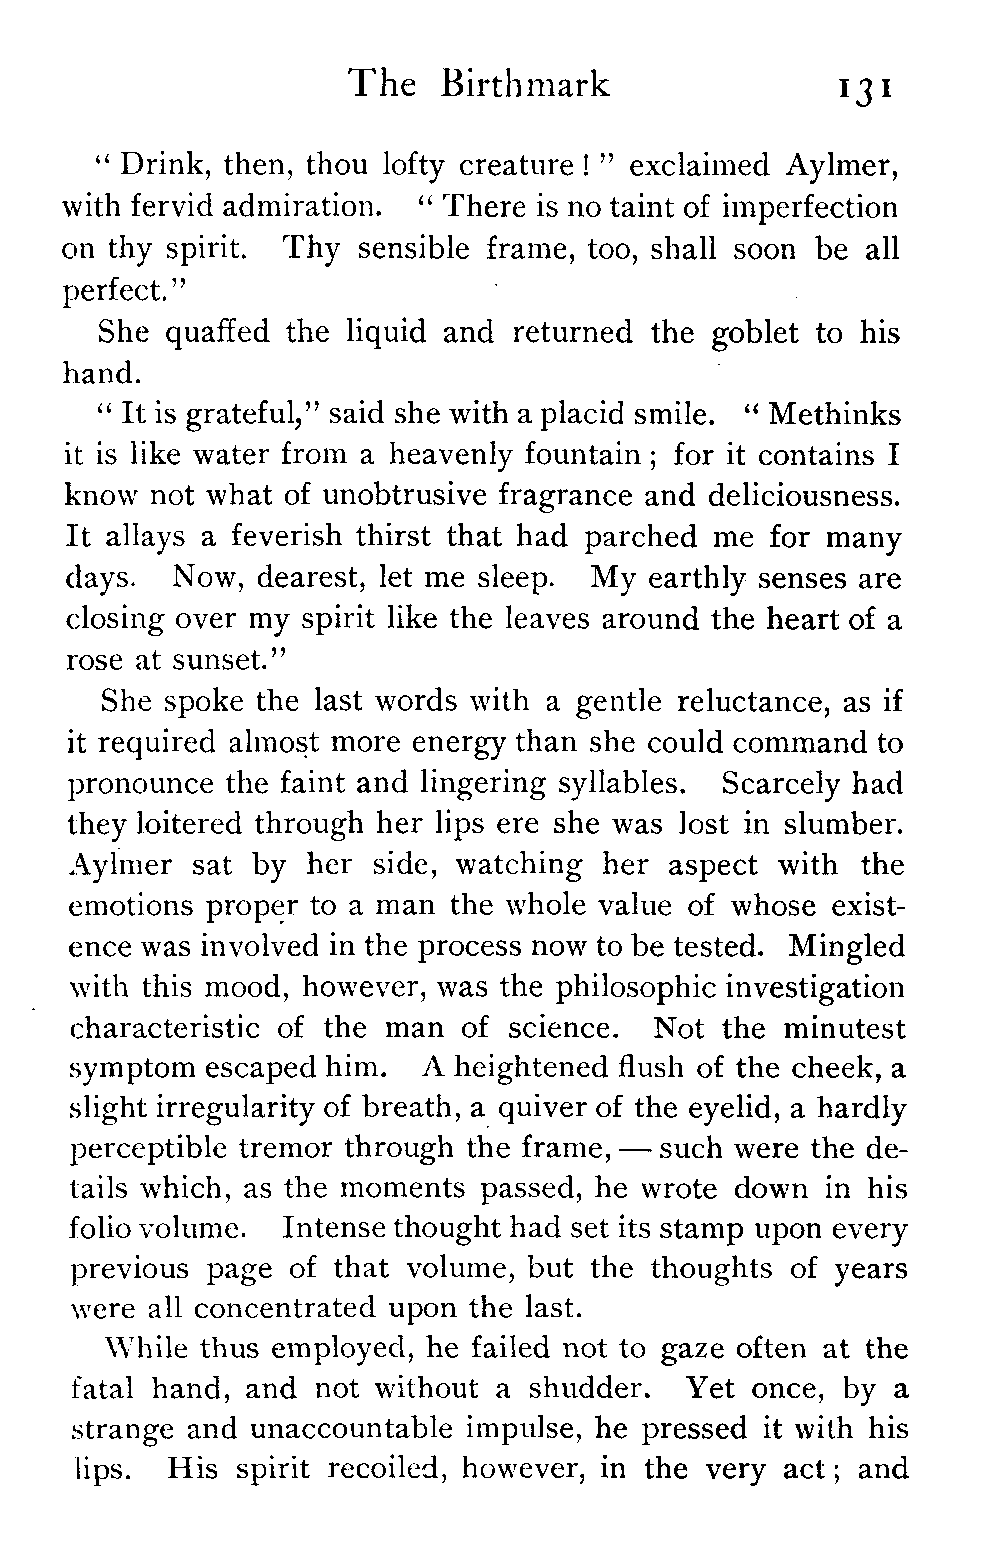 The Birthmark 131
“ Drink, then, thou lofty creature ! ” exclaimed Aylmer,
with fervid admiration. “ There is no taint of imperfection
on thy spirit. Thy sensible frame, too, shall soon be all
perfect.”
She quaffed the liquid and returned the goblet to his
hand.
“ It is grateful,” said she with a placid smile. “ Methinks
it is like water from a heavenly fountain ; for it contains I
know not what of unobtrusive fragrance and deliciousness.
It allays a feverish thirst that had parched me for many
days. Now, dearest, let me sleep. My earthly senses are
closing over my spirit like the leaves around the heart of a
rose at sunset.”
She spoke the last words with a gentle reluctance, as if
it required almost more energy than she could command to
pronounce the faint and lingering syllables. Scarcely had
they loitered through her lips ere she was lost in slumber.
Aylmer sat by her side, watching her aspect with the
emotions proper to a man the whole value of whose exist-
ence was involved in the process now to be tested. Mingled
with this mood, however, was the philosophic investigation
characteristic of the man of science. Not the minutest
symptom escaped him. A heightened flush of the cheek, a
slight irregularity of breath, a quiver of the eyelid, a hardly
perceptible tremor through the frame, — such were the de-
tails which, as the moments passed, he wrote down in his
folio volume. Intense thought had set its stamp upon every
previous page of that volume, but the thoughts of years
were all concentrated upon the last.
While thus employed, he failed not to gaze often at the
fatal hand, and not without a shudder. Yet once, by a
strange and unaccountable impulse, he pressed it with his
lips. His spirit recoiled, however, in the very act ; and